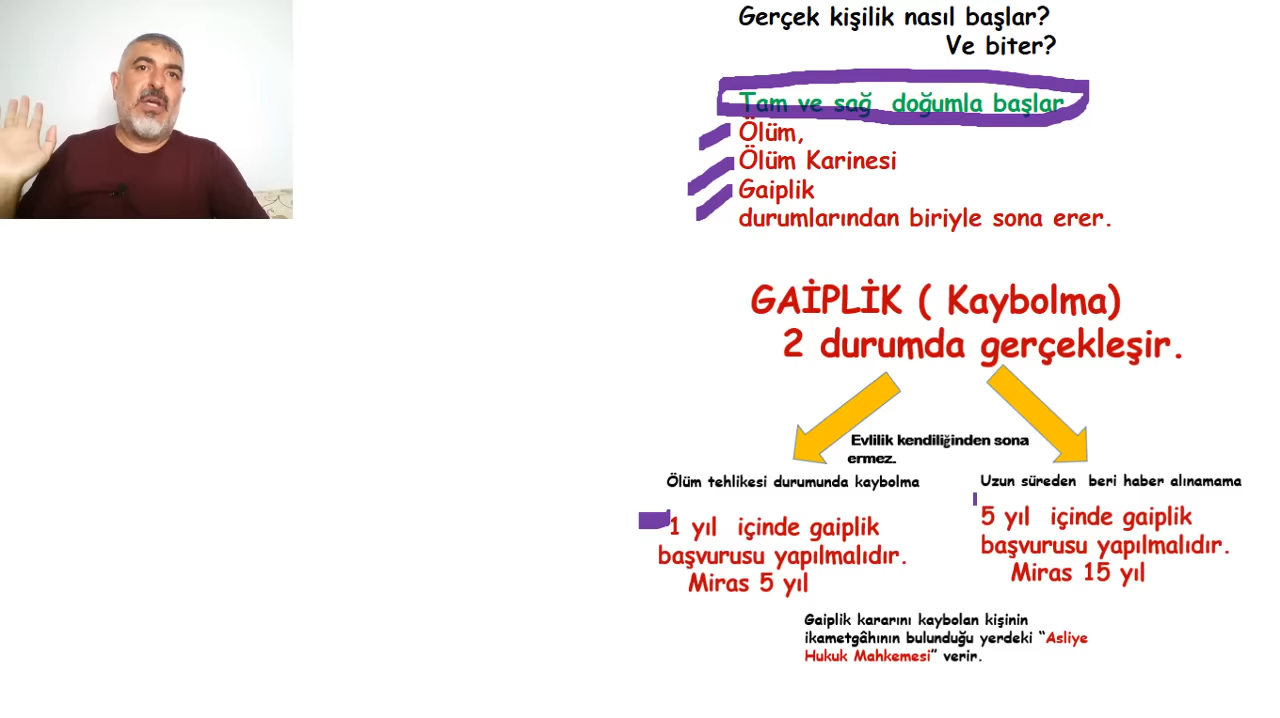 Gerçek kişilik nasıl başlar?
Ve biter?
Tam ve sağ doğumla başlar
Ölüm,
Ölüm Karinesi
Gaiplik
durumlarından biriyle sona erer.
GAİPLİK ( Kaybolma)
2 durumda gerçekleşir.
Evlilik kendiliğinden sona
ermez.
Ölüm tehlikesi durumunda kaybolma
1 yıl içinde gaiplik
başvurusu yapılmalıdır.
Miras 5 yıl
Uzun süreden beri haber alınamama
5 yıl içinde gaiplik
başvurusu yapılmalıdır.
Miras 15 yıl
Gaiplik kararını kaybolan kişinin
ikametgâhının bulunduğu yerdeki “Asliye
Hukuk Mahkemesi” verir.